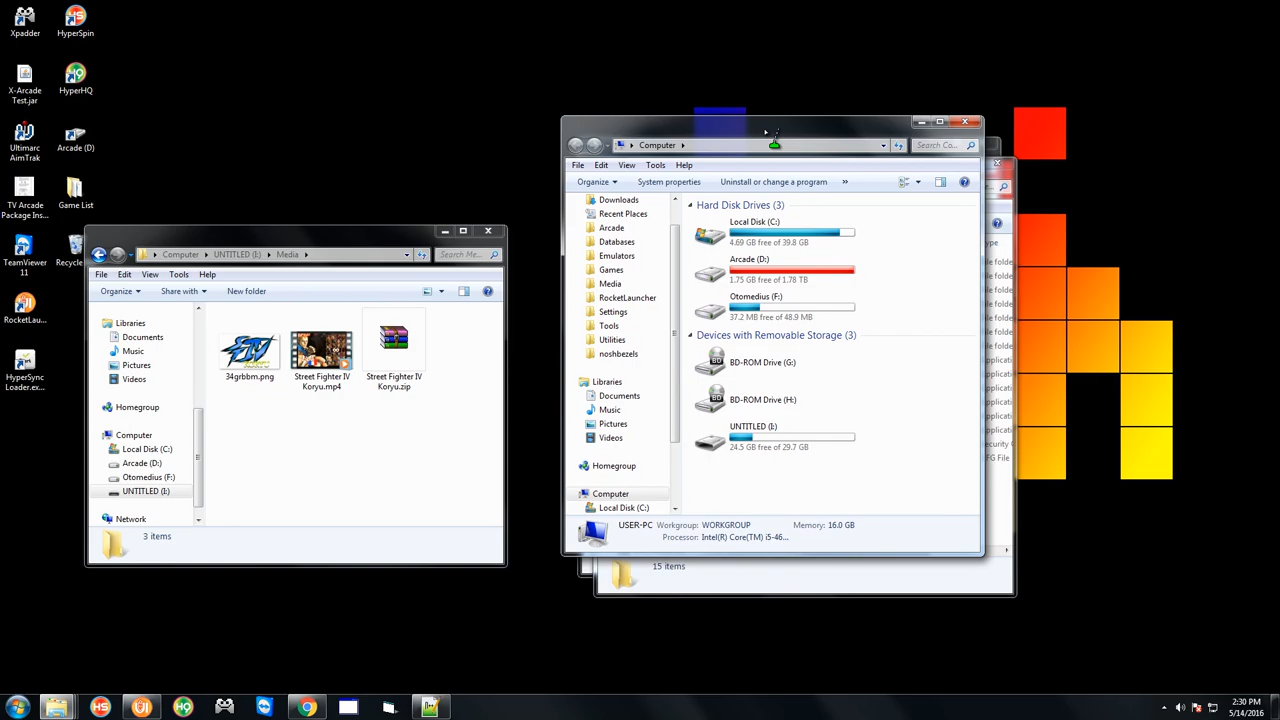 Xpadder
HyperSpin
X-Arcade
Test.jar
HyperHQ
Ultimarc
AimTrak
Arcade (D)
TV Arcade
Package Ins...
Game List
TeamViewer
11
Recycle
RocketLau...
HyperSync
Loader.ex...
Computer
UNTITLED (I:)
Media
Search Me...
File Edit View Tools Help
Organize
Share with
New folder
Libraries
Documents
Music
Pictures
Videos
Homegroup
Computer
Local Disk (C:)
Arcade (D:)
Otomedius (F:)
UNTITLED (I:)
Network
34grbbm.png
Street Fighter IV
Koryu.mp4
Street Fighter IV
Koryu.zip
3 items
Computer
Search Co...
File Edit View Tools Help
Organize
System properties
Uninstall or change a program
»
Downloads
Recent Places
Arcade
Databases
Emulators
Games
Media
RocketLauncher
Settings
Tools
Utilities
noshbezels
Libraries
Documents
Music
Pictures
Videos
Homegroup
Computer
Local Disk (C:)
Hard Disk Drives (3)
Local Disk (C:)
4.69 GB free of 39.8 GB
Arcade (D:)
1.75 GB free of 1.78 TB
Otomedius (F:)
37.2 MB free of 48.9 MB
Devices with Removable Storage (3)
BD-ROM Drive (G:)
BD-ROM Drive (H:)
UNTITLED (I:)
24.5 GB free of 29.7 GB
USER-PC Workgroup: WORKGROUP Memory: 16.0 GB
Processor: Intel(R) Core(TM) i5-46...
15 items
2:30 PM
5/14/2016